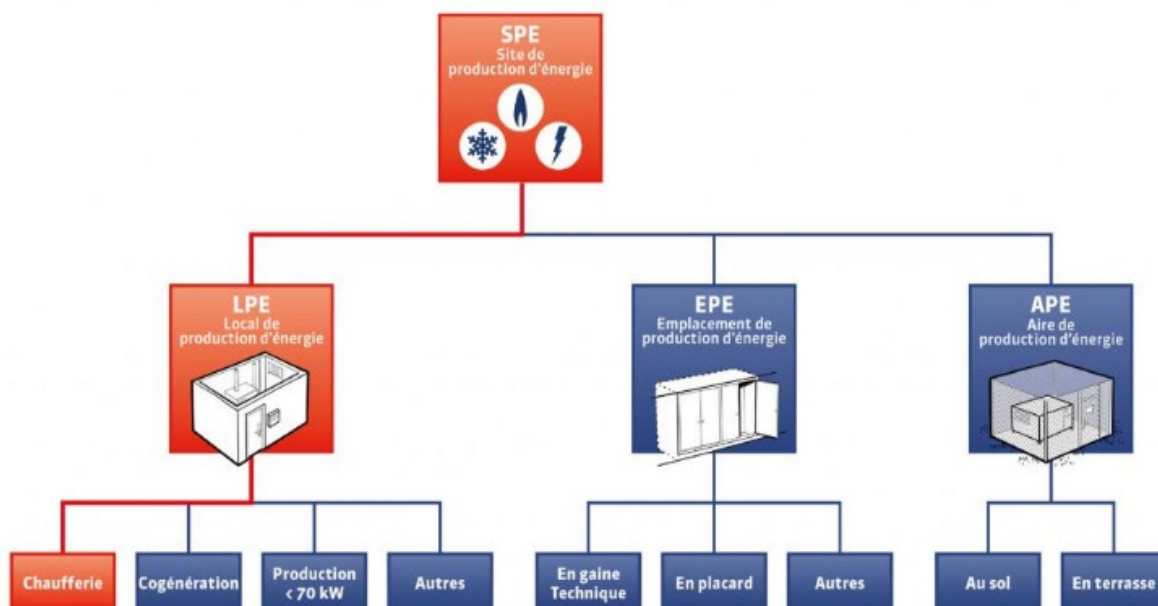 SPE
Site de
production d'énergie
LPE
Local de
production d'énergie
EPE
Emplacement de
production d'énergie
APE
Aire de
production d'énergie
Chaufferie
Cogénération
Production
< 70 kW
Autres
En gaine
Technique
En placard
Autres
Au sol
En terrasse